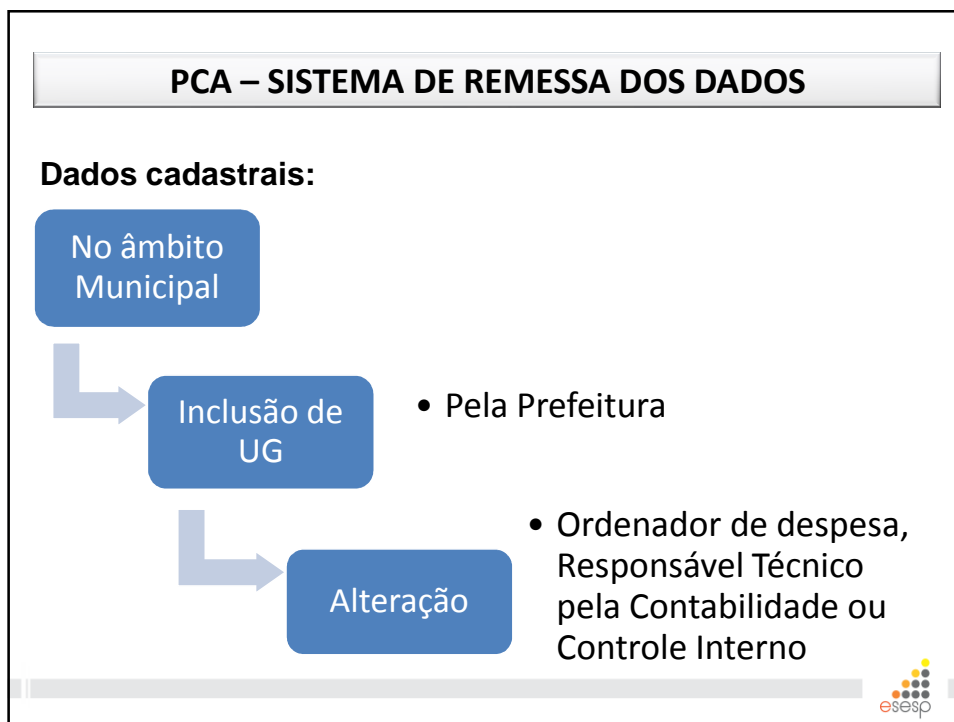 PCA – SISTEMA DE REMESSA DOS DADOS
Dados cadastrais:
No âmbito
Municipal
Inclusão de
UG
• Pela Prefeitura
Alteração
• Ordenador de despesa,
Responsável Técnico
pela Contabilidade ou
Controle Interno
esesp